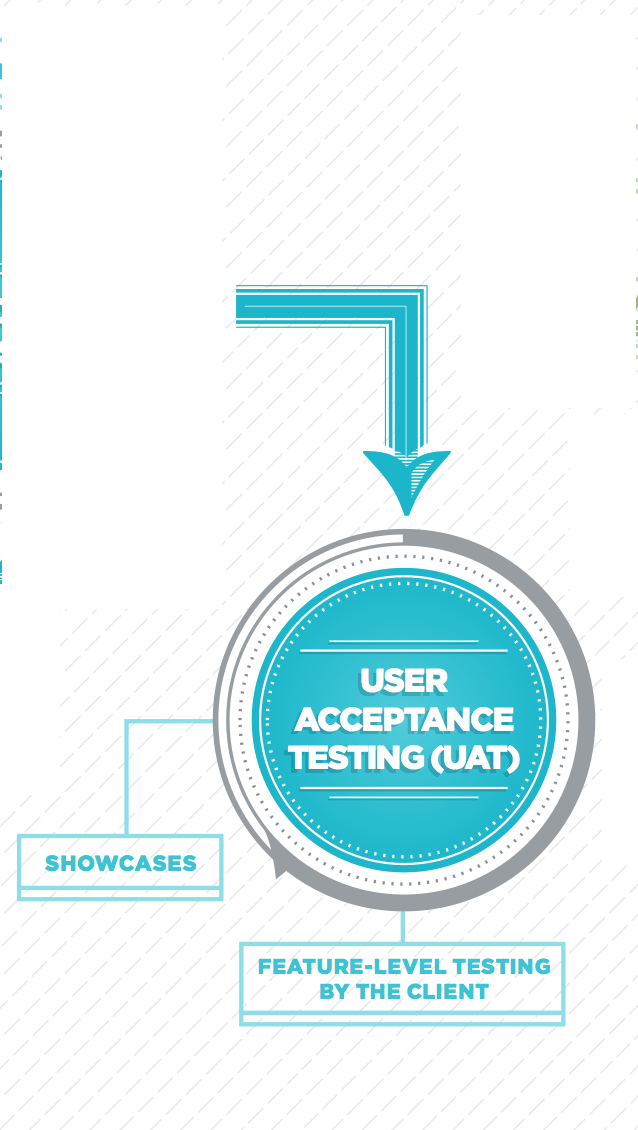 USER
ACCEPTANCE
TESTING (UAT)
SHOWCASES
FEATURE-LEVEL TESTING
BY THE CLIENT